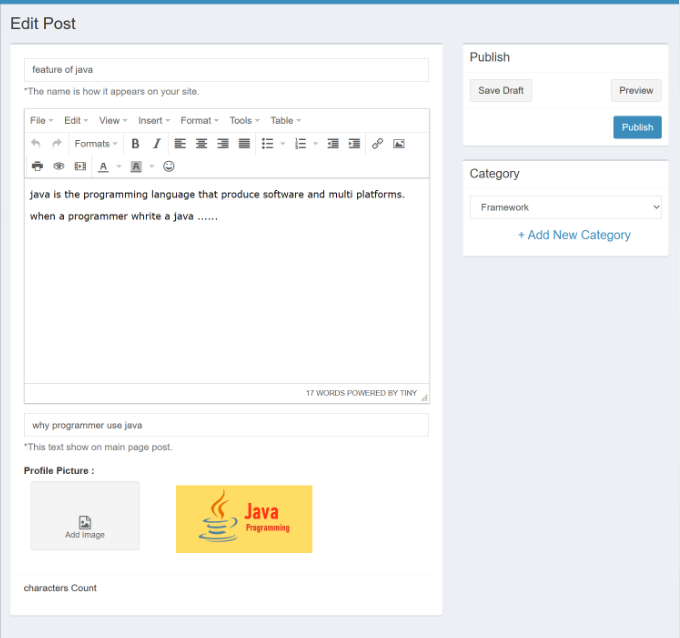 Edit Post
feature of java
*The name is how it appears on your site.
File Edit View Insert Format Tools Table
Formats B I
A A
java is the programming language that produce software and multi platforms.
when a programmer whrite a java ......
17 WORDS POWERED BY TINY
why programmer use java
*This text show on main page post.
Profile Picture :
Add Image
Java
Programming
characters Count
Publish
Save Draft Preview
Publish
Category
Framework
+ Add New Category